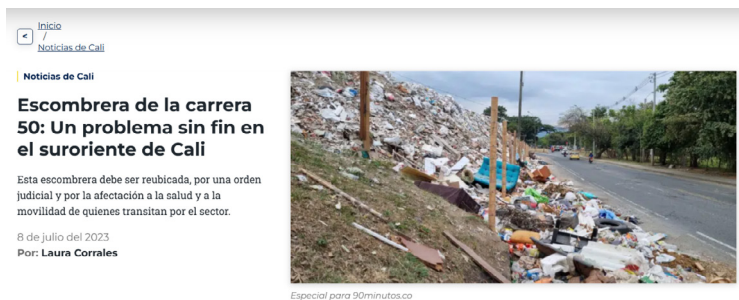 <
Inicio
/
Noticias de Cali
Noticias de Cali
Escombrera de la carrera
50: Un problema sin fin en
el suroriente de Cali
Esta escombrera debe ser reubicada, por una orden
judicial y por la afectación a la salud y a la
movilidad de quienes transitan por el sector.
8 de julio del 2023
Por: Laura Corrales
Especial para 90minutos.co